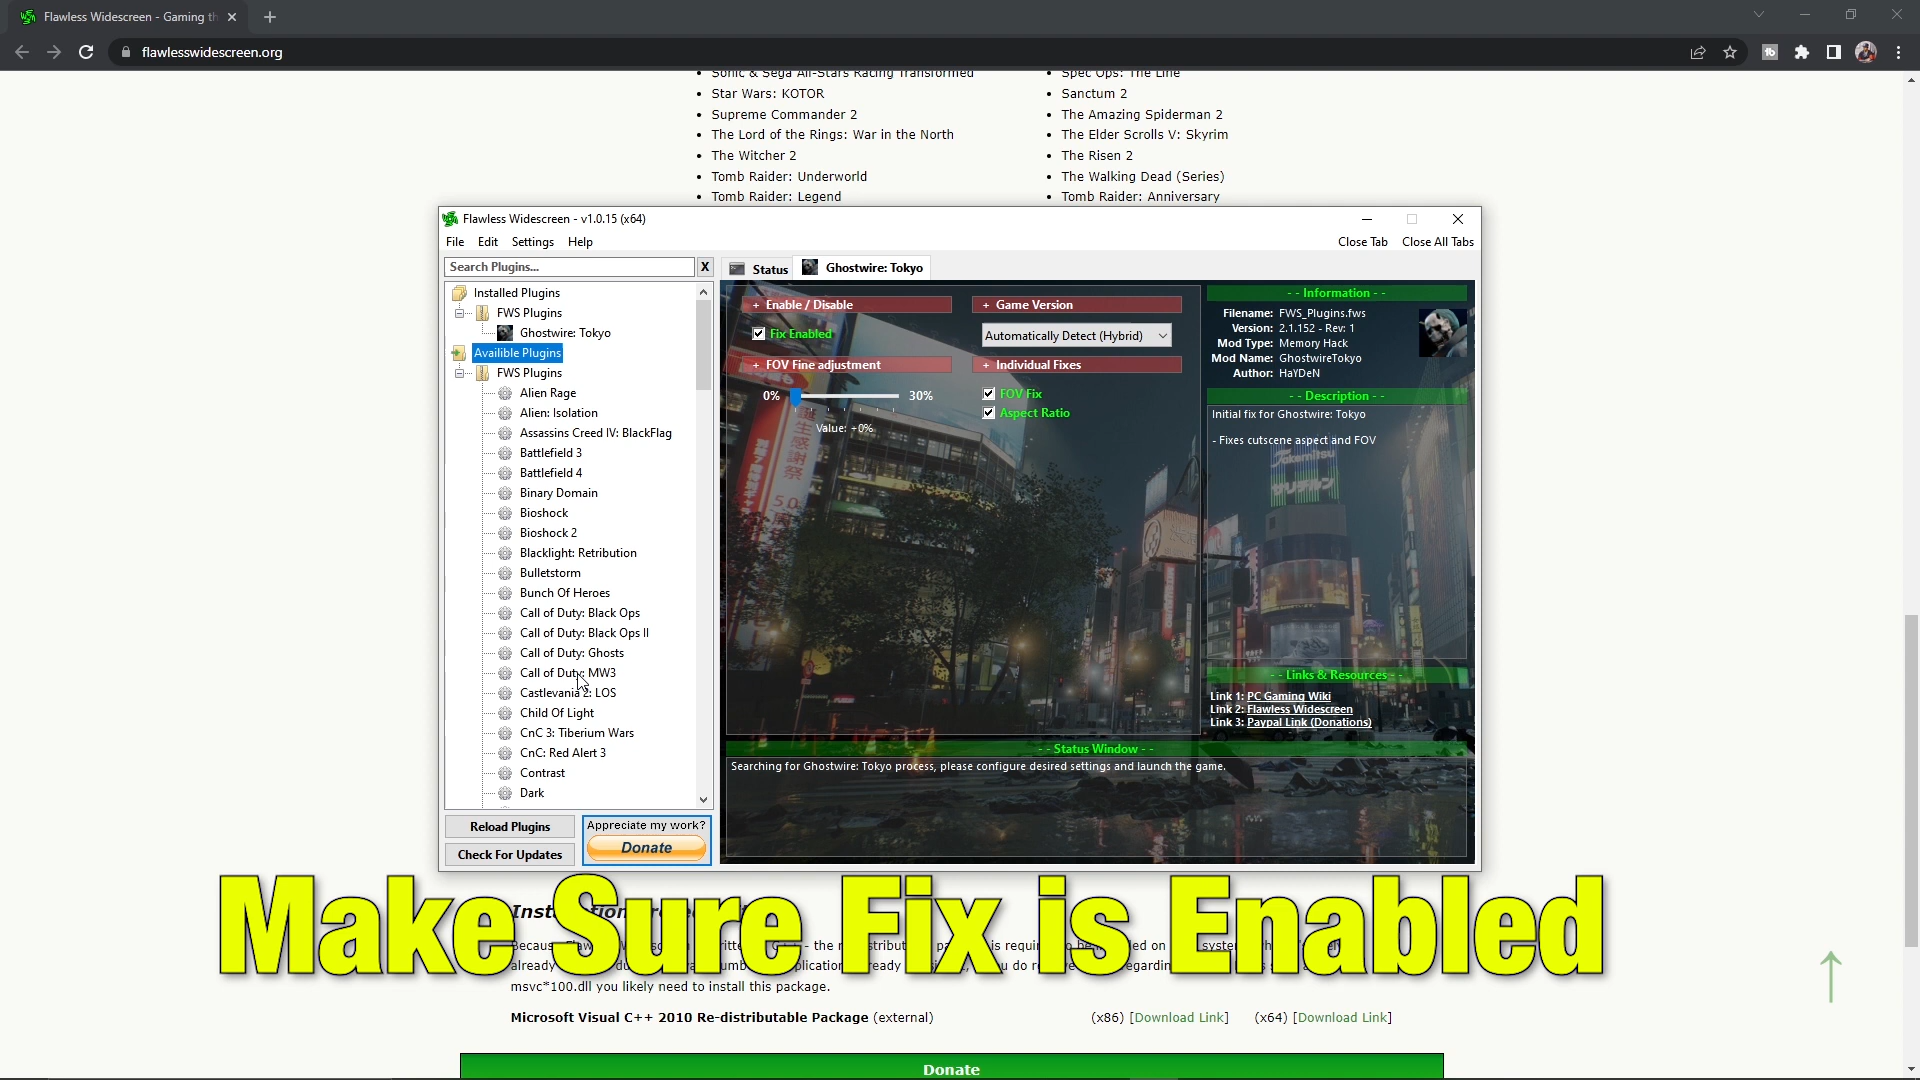 Flawless Widescreen - Gaming th
flawlesswidescreen.org
Sonic & Sega All-Stars Racing Transformed
Spec Ops: The Line
Star Wars: KOTOR
Sanctum 2
Supreme Commander 2
The Amazing Spiderman 2
The Lord of the Rings: War in the North
The Elder Scrolls V: Skyrim
The Witcher 2
The Risen 2
Tomb Raider: Underworld
The Walking Dead (Series)
Tomb Raider: Legend
Tomb Raider: Anniversary
Flawless Widescreen - v1.0.15 (x64)
File Edit Settings Help
Close Tab Close All Tabs
Search Plugins...
X
Status
Ghostwire: Tokyo
Installed Plugins
FWS Plugins
Ghostwire: Tokyo
Availible Plugins
FWS Plugins
Alien Rage
Alien: Isolation
Assassins Creed IV: BlackFlag
Battlefield 3
Battlefield 4
Binary Domain
Bioshock
Bioshock 2
Blacklight: Retribution
Bulletstorm
Bunch Of Heroes
Call of Duty: Black Ops
Call of Duty: Black Ops II
Call of Duty: Ghosts
Call of Duty: MW3
Castlevania 2: LOS
Child Of Light
CnC 3: Tiberium Wars
CnC: Red Alert 3
Contrast
Dark
Reload Plugins
Check For Updates
Appreciate my work?
Donate
+ Enable / Disable
Fix Enabled
+ FOV Fine adjustment
0% 30%
Value: +0%
+ Game Version
Automatically Detect (Hybrid)
+ Individual Fixes
FOV Fix
Aspect Ratio
- - Information - -
Filename: FWS_Plugins.fws
Version: 2.1.152 - Rev: 1
Mod Type: Memory Hack
Mod Name: GhostwireTokyo
Author: HaYDeN
- - Description - -
Initial fix for Ghostwire: Tokyo
- Fixes cutscene aspect and FOV
- - Links & Resources - -
Link 1: PC Gaming Wiki
Link 2: Flawless Widescreen
Link 3: Paypal Link (Donations)
- - Status Window - -
Searching for Ghostwire: Tokyo process, please configure desired settings and launch the game.
Make Sure Fix is Enabled
msvc*100.dll you likely need to install this package.
Microsoft Visual C++ 2010 Re-distributable Package (external)
(x86) [Download Link] (x64) [Download Link]
Donate